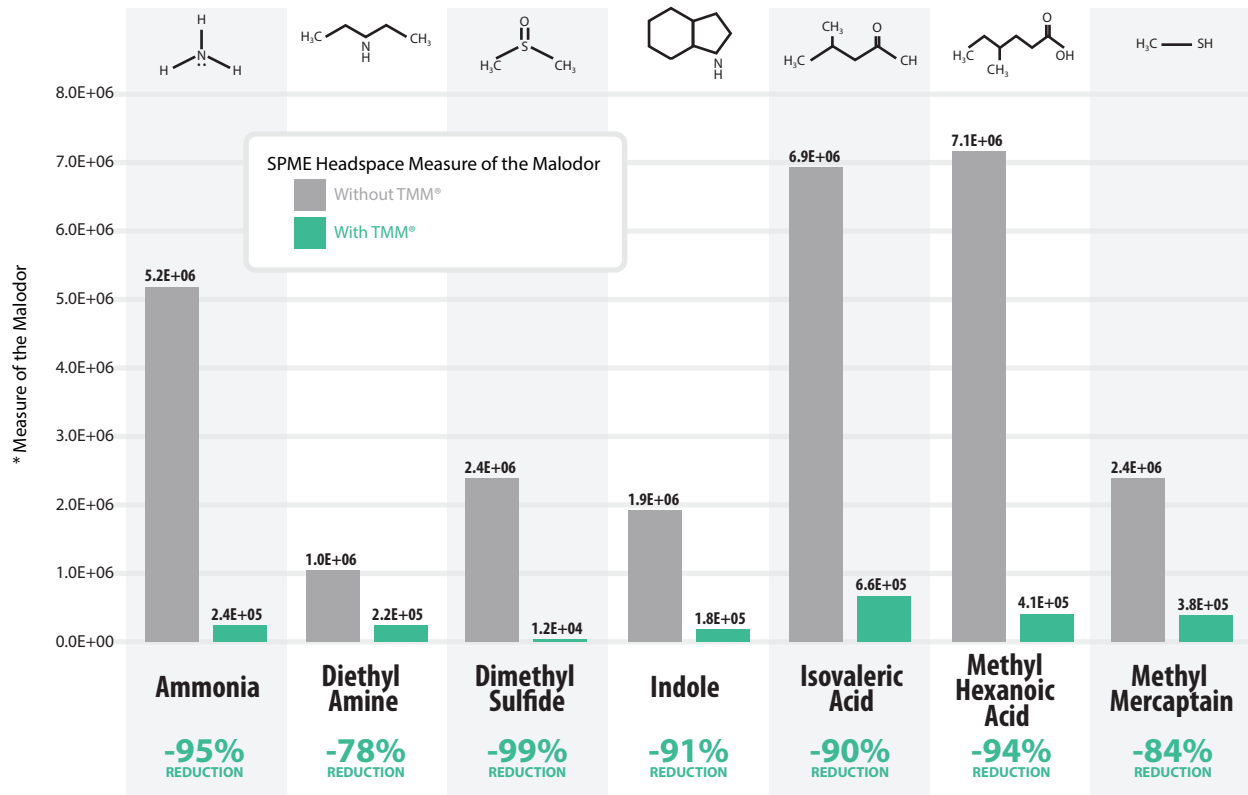 H
N
H
H
H₃C
N
H
CH₃
O
S
H₃C
CH₃
N
H
CH₃
O
H₃C
CH
O
H₃C
OH
CH₃
H₃C
SH
* Measure of the Malodor
8.0E+06
7.0E+06
6.0E+06
5.0E+06
4.0E+06
3.0E+06
2.0E+06
1.0E+06
0.0E+00
SPME Headspace Measure of the Malodor
Without TMM®
With TMM®
5.2E+06
2.4E+05
1.0E+06
2.2E+05
2.4E+06
1.2E+04
1.9E+06
1.8E+05
6.9E+06
6.6E+05
7.1E+06
4.1E+05
2.4E+06
3.8E+05
Ammonia
-95%
REDUCTION
Diethyl
Amine
-78%
REDUCTION
Dimethyl
Sulfide
-99%
REDUCTION
Indole
-91%
REDUCTION
Isovaleric
Acid
-90%
REDUCTION
Methyl
Hexanoic
Acid
-94%
REDUCTION
Methyl
Mercaptain
-84%
REDUCTION